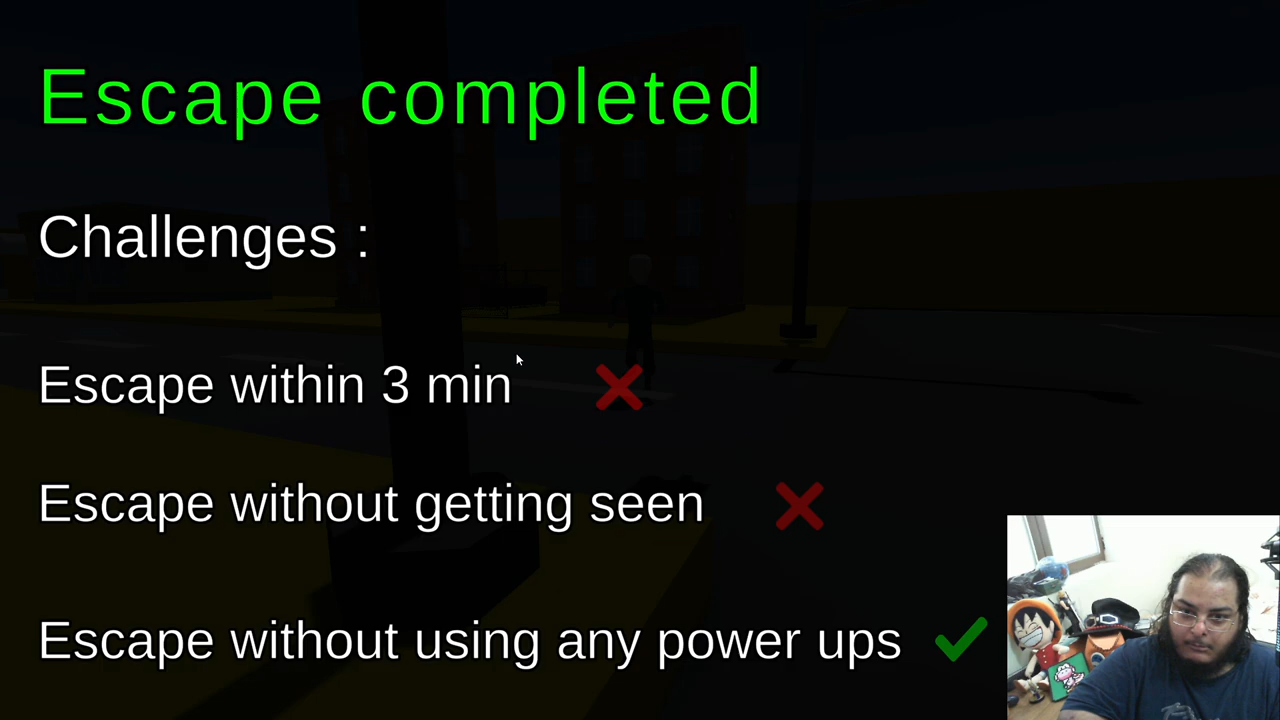 Escape completed
Challenges :
Escape within 3 min
Escape without getting seen
Escape without using any power ups